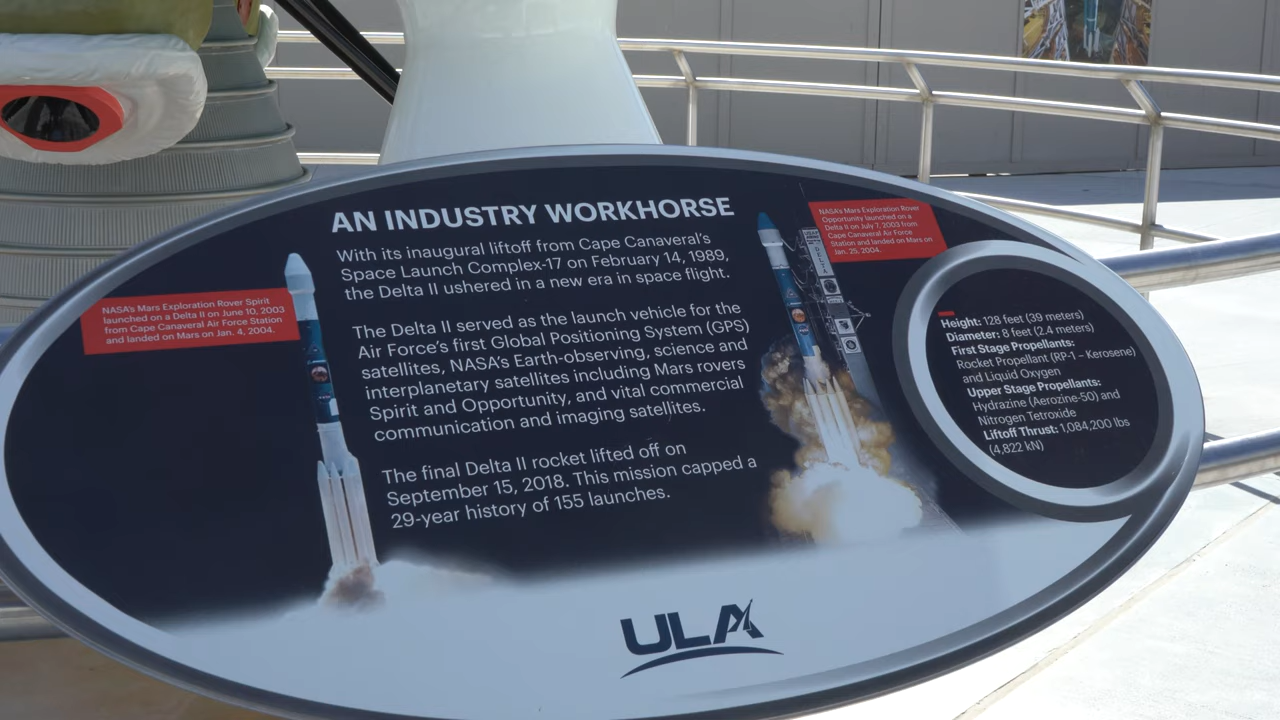 AN INDUSTRY WORKHORSE
With its inaugural liftoff from Cape Canaveral's
Space Launch Complex-17 on February 14, 1989,
the Delta II ushered in a new era in space flight.
The Delta II served as the launch vehicle for the
Air Force's first Global Positioning System (GPS)
satellites, NASA's Earth-observing, science and
interplanetary satellites including Mars rovers
Spirit and Opportunity, and vital commercial
communication and imaging satellites.
The final Delta II rocket lifted off on
September 15, 2018. This mission capped a
29-year history of 155 launches.
NASA's Mars Exploration Rover Spirit
launched on a Delta II on June 10, 2003
from Cape Canaveral Air Force Station
and landed on Mars on Jan. 4, 2004.
NASA's Mars Exploration Rover
Opportunity launched on a
Delta II on July 7, 2003 from
Cape Canaveral Air Force
Station and landed on Mars on
Jan. 25, 2004.
DELTA
Height: 128 feet (39 meters)
Diameter: 8 feet (2.4 meters)
First Stage Propellants:
Rocket Propellant (RP-1 – Kerosene)
and Liquid Oxygen
Upper Stage Propellants:
Hydrazine (Aerozine-50) and
Nitrogen Tetroxide
Liftoff Thrust: 1,084,200 lbs
(4,822 kN)
ULA